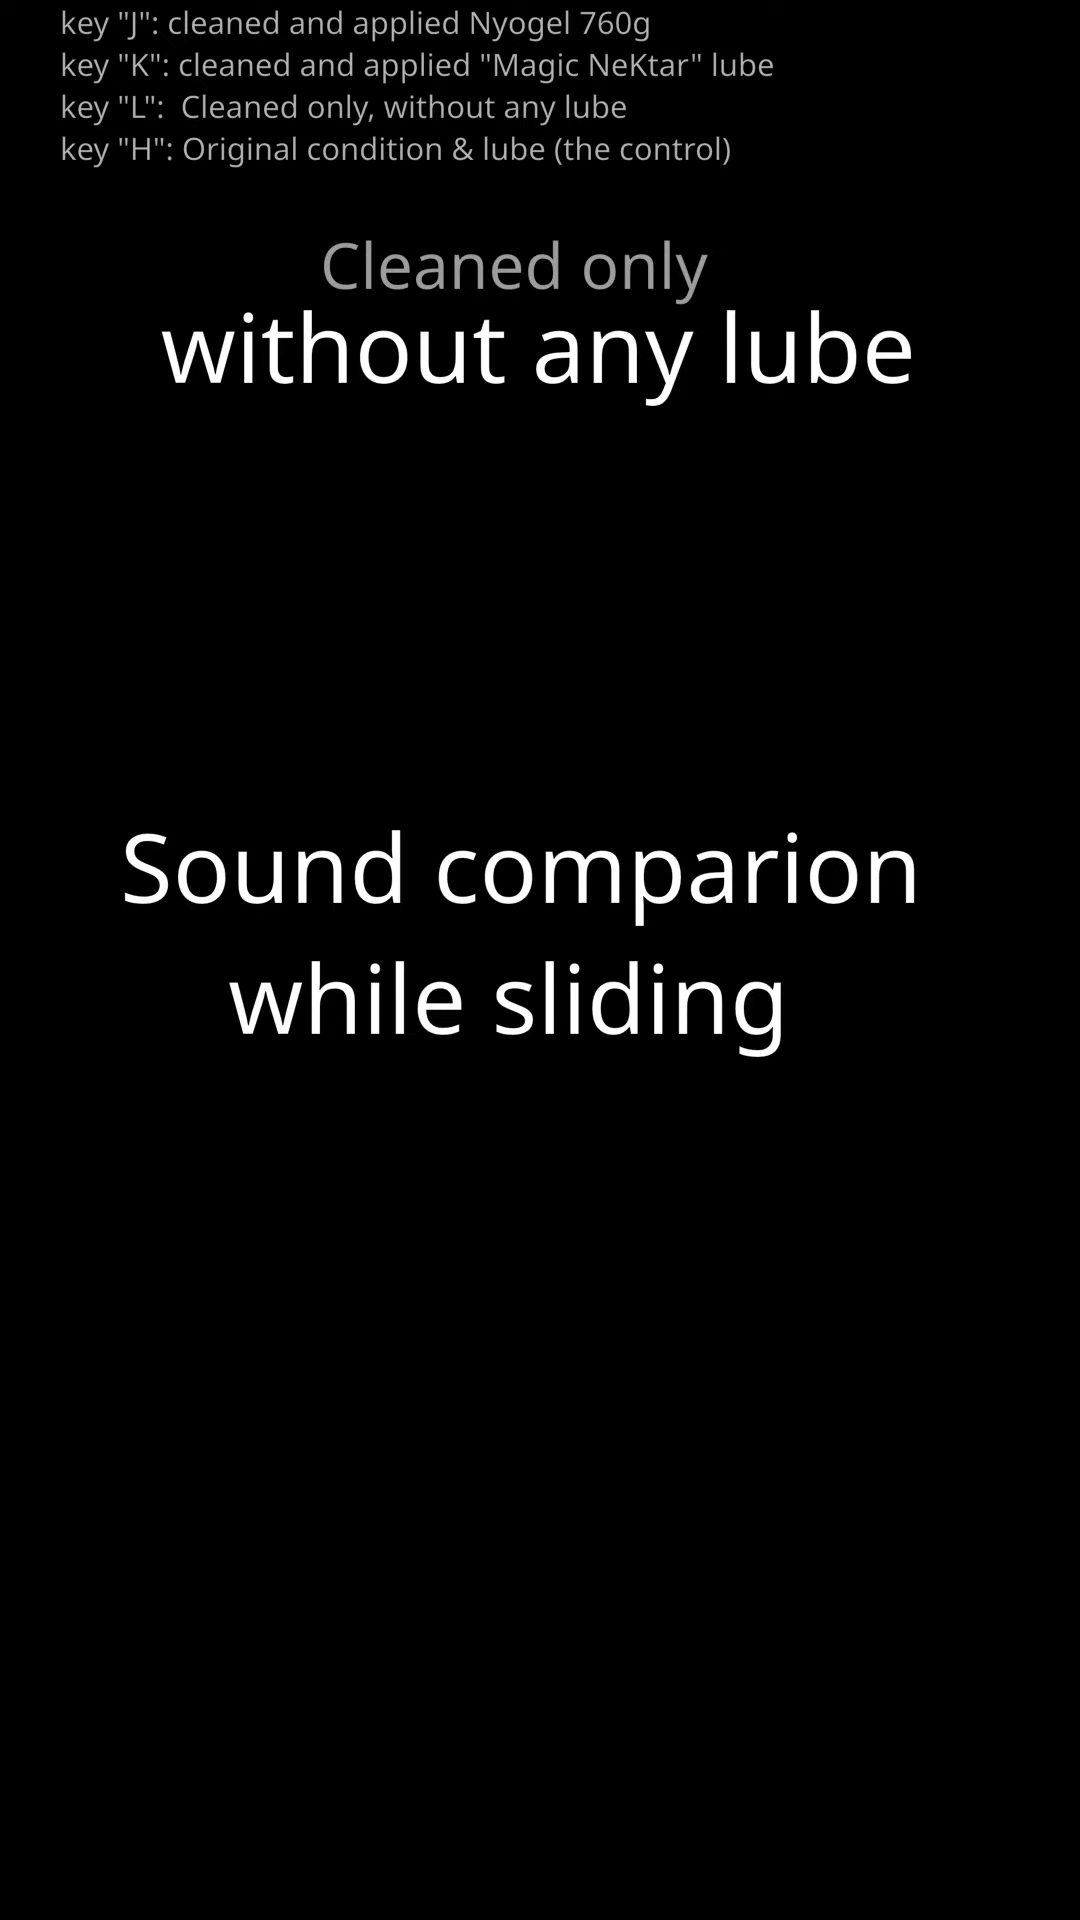 key "J": cleaned and applied Nyogel 760g
key "K": cleaned and applied "Magic NeKtar" lube
key "L":  Cleaned only, without any lube
key "H": Original condition & lube (the control)
Cleaned only
without any lube
Sound comparion
while sliding